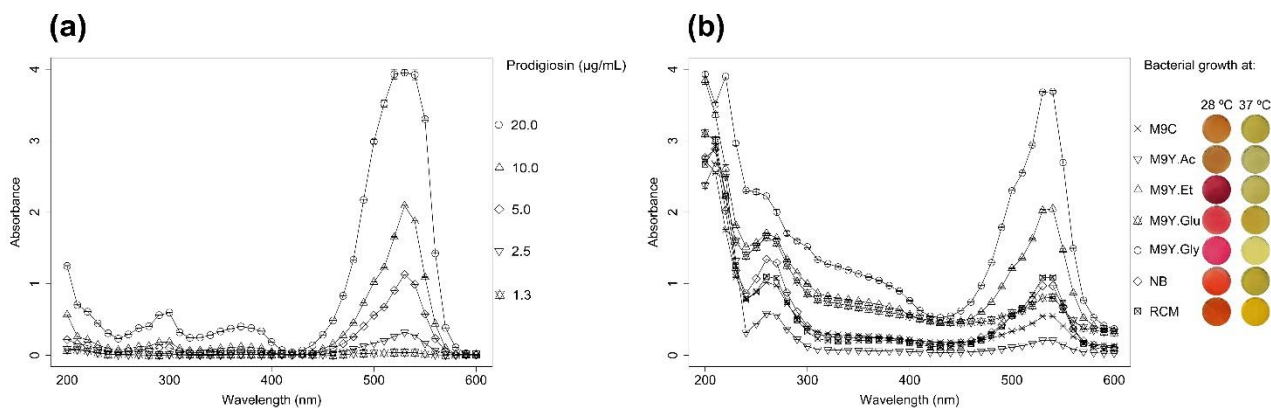 (a)
Prodigiosin (µg/mL)
20.0
10.0
5.0
2.5
1.3
Absorbance
4
3
2
1
0
200
300
400
500
600
Wavelength (nm)
(b)
Bacterial growth at:
28 ºC 37 ºC
M9C
M9Y.Ac
M9Y.Et
M9Y.Glu
M9Y.Gly
NB
RCM
Absorbance
4
3
2
1
0
200
300
400
500
600
Wavelength (nm)